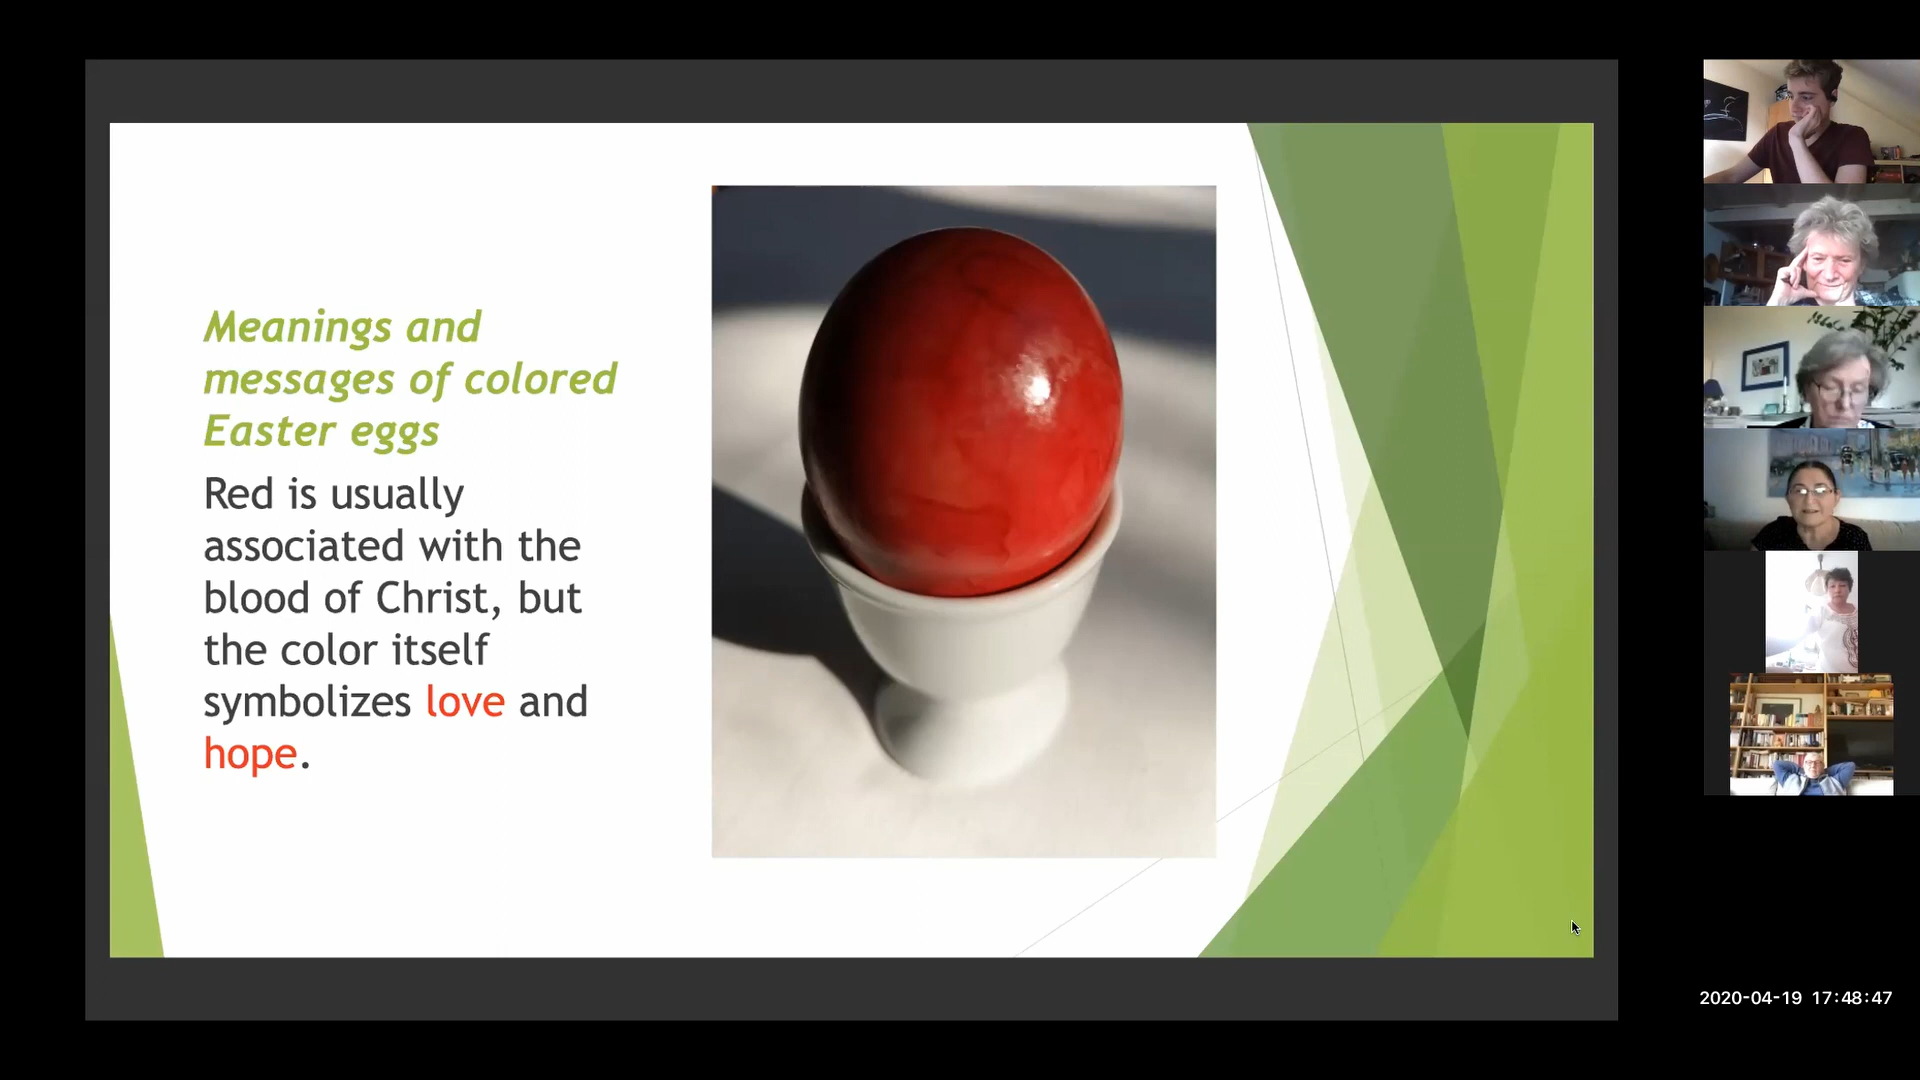 Meanings and
messages of colored
Easter eggs
Red is usually
associated with the
blood of Christ, but
the color itself
symbolizes love and
hope.
2020-04-19 17:48:47